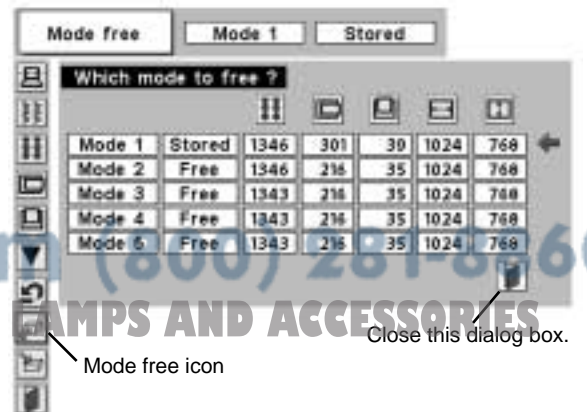 Mode free Mode 1 Stored
Which mode to free ?
Mode 1 Stored 1346 301 39 1024 768
Mode 2 Free 1346 216 35 1024 768
Mode 3 Free 1343 216 35 1024 768
Mode 4 Free 1343 216 35 1024 768
Mode 5 Free 1343 216 35 1024 768
m (800) 281-8860
LAMPS AND ACCESSORIES
Close this dialog box.
Mode free icon